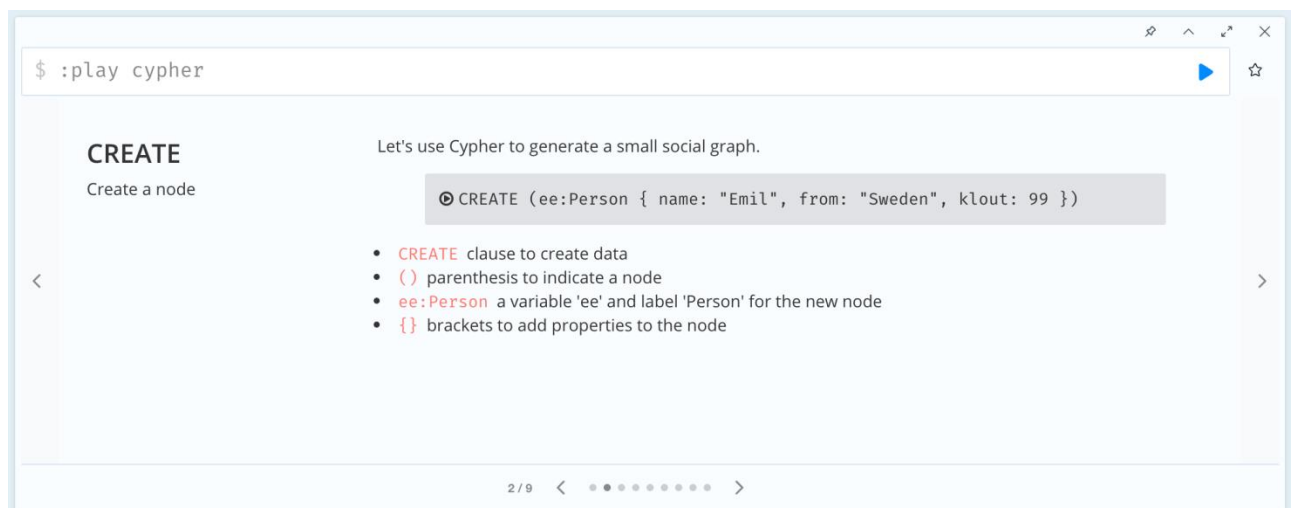 $ :play cypher
CREATE
Create a node
Let's use Cypher to generate a small social graph.
CREATE (ee:Person { name: "Emil", from: "Sweden", klout: 99 })
• CREATE clause to create data
• () parenthesis to indicate a node
• ee:Person a variable 'ee' and label 'Person' for the new node
• {} brackets to add properties to the node
2/9